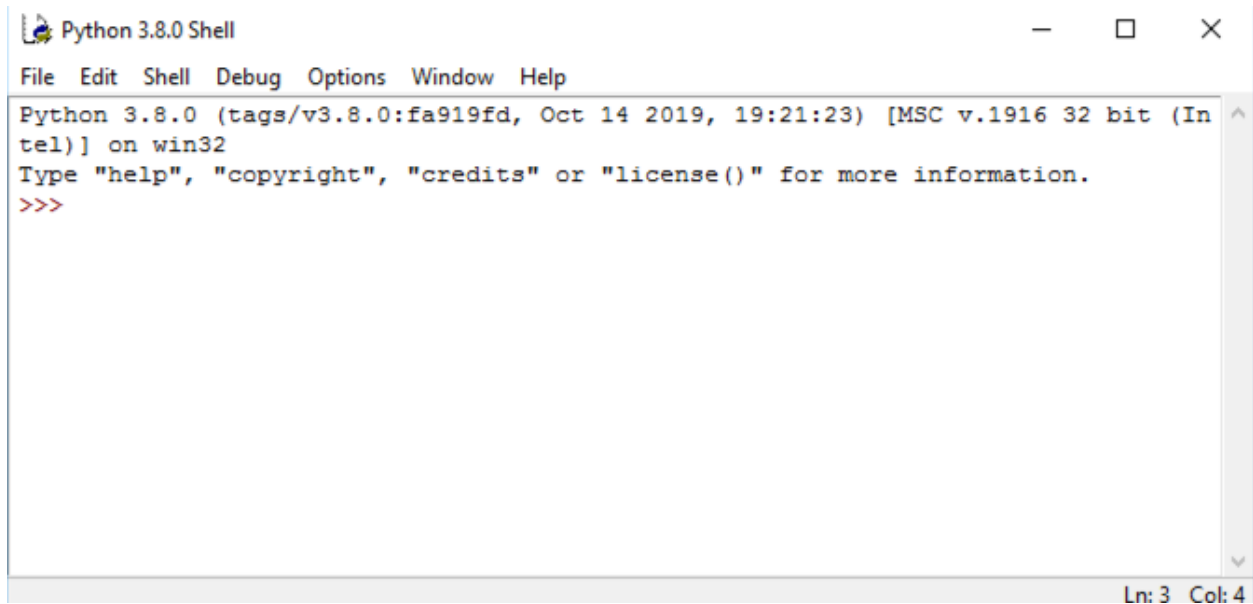 Python 3.8.0 Shell
File Edit Shell Debug Options Window Help
Python 3.8.0 (tags/v3.8.0:fa919fd, Oct 14 2019, 19:21:23) [MSC v.1916 32 bit (In
tel)] on win32
Type "help", "copyright", "credits" or "license()" for more information.
>>>
Ln: 3 Col: 4